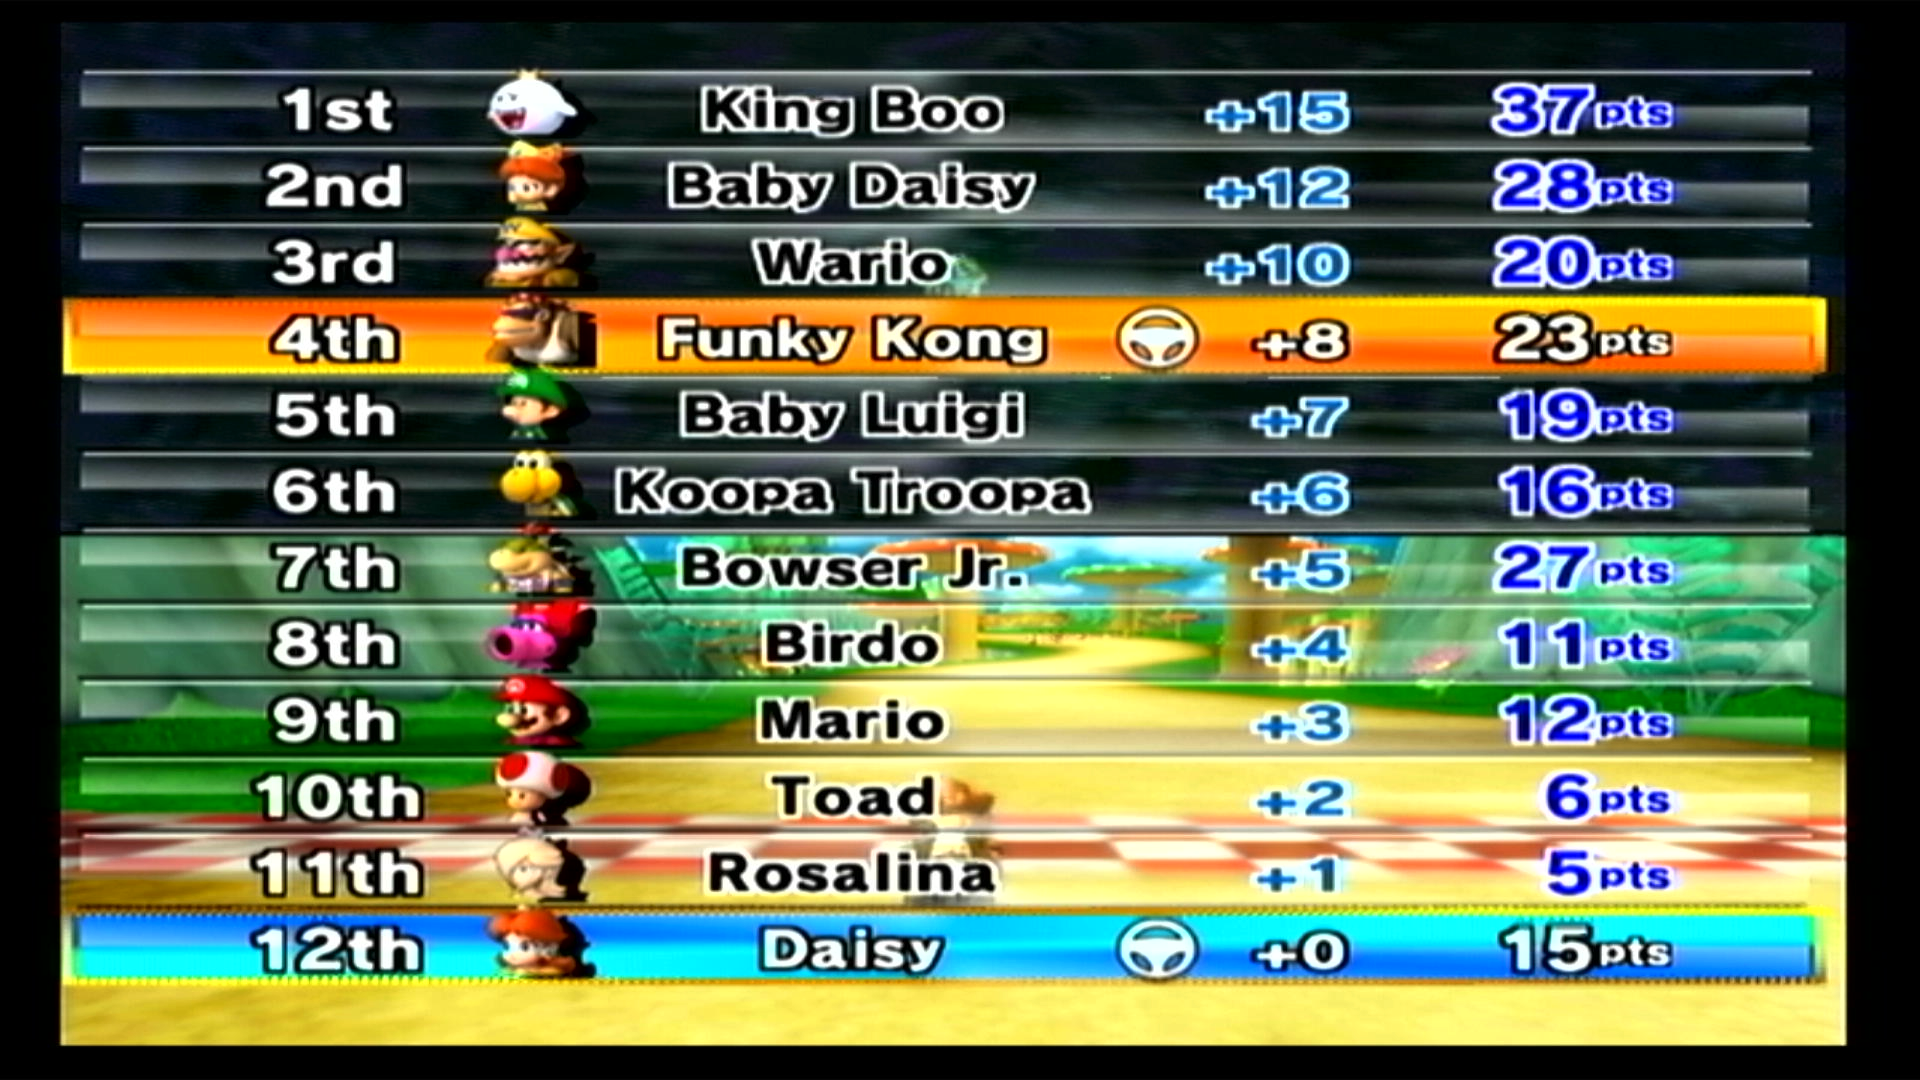 1st King Boo +15 37pts
2nd Baby Daisy +12 28pts
3rd Wario +10 20pts
4th Funky Kong +8 23pts
5th Baby Luigi +7 19pts
6th Koopa Troopa +6 16pts
7th Bowser Jr. +5 27pts
8th Birdo +4 11pts
9th Mario +3 12pts
10th Toad +2 6pts
11th Rosalina +1 5pts
12th Daisy +0 15pts